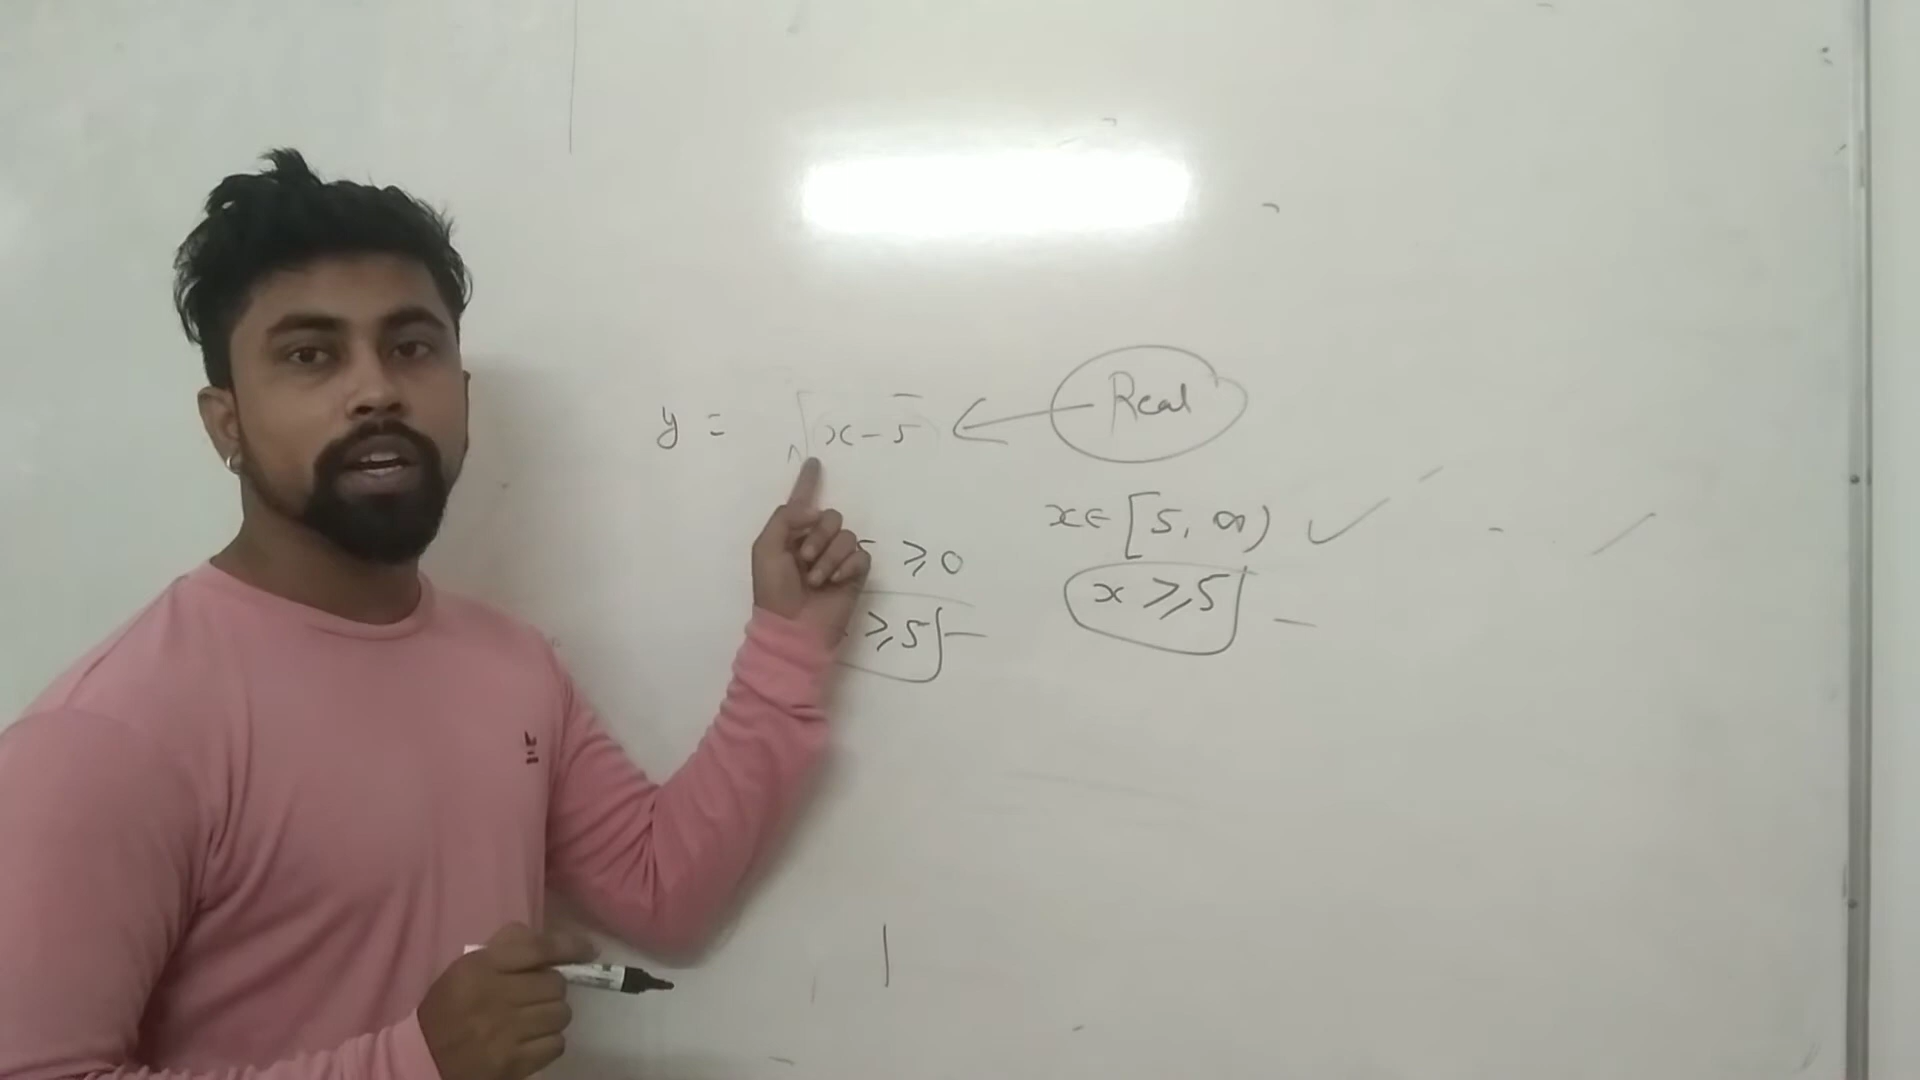 y = √x-5 ← Real
x∈ [5, ∞) ✓
≥0
x ≥5
≥5